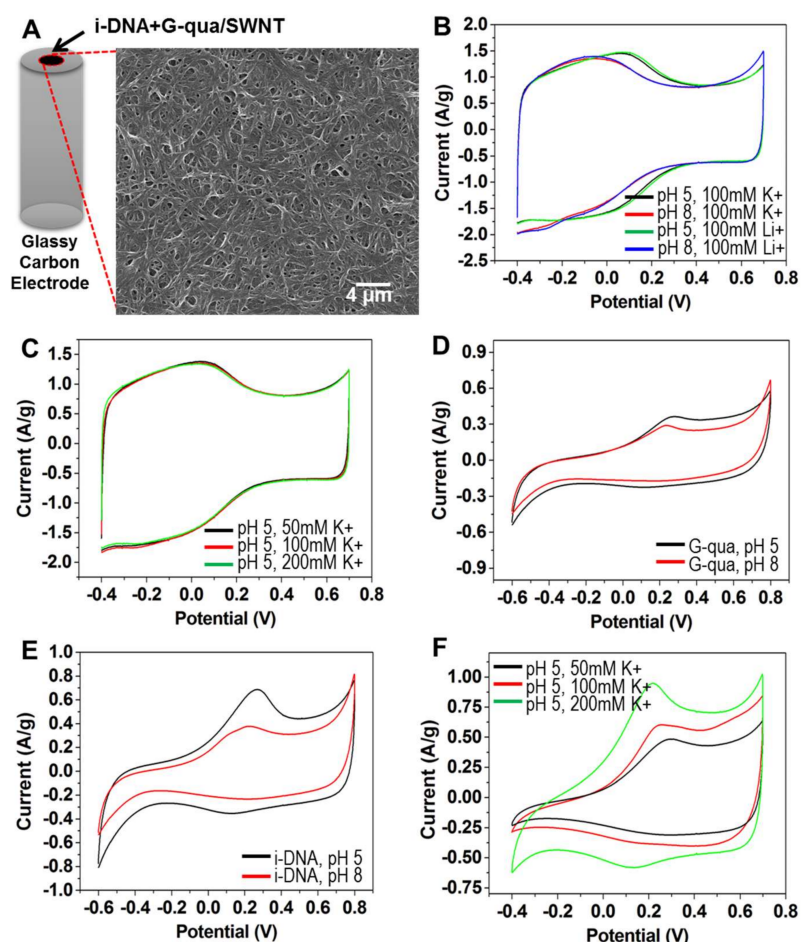 A
i-DNA+G-qua/SWNT
Glassy
Carbon
Electrode
4 μm
B
Current (A/g)
2.0
1.5
1.0
0.5
0.0
-0.5
-1.0
-1.5
-2.0
-2.5
pH 5, 100mM K+
pH 8, 100mM K+
pH 5, 100mM Li+
pH 8, 100mM Li+
-0.4 -0.2 0.0 0.2 0.4 0.6 0.8
Potential (V)
C
Current (A/g)
1.5
1.0
0.5
0.0
-0.5
-1.0
-1.5
-2.0
pH 5, 50mM K+
pH 5, 100mM K+
pH 5, 200mM K+
-0.4 -0.2 0.0 0.2 0.4 0.6 0.8
Potential (V)
D
Current (A/g)
0.9
0.6
0.3
0.0
-0.3
-0.6
-0.9
G-qua, pH 5
G-qua, pH 8
-0.6 -0.4 -0.2 0.0 0.2 0.4 0.6 0.8
Potential (V)
E
Current (A/g)
1.0
0.8
0.6
0.4
0.2
0.0
-0.2
-0.4
-0.6
-0.8
-1.0
i-DNA, pH 5
i-DNA, pH 8
-0.6 -0.4 -0.2 0.0 0.2 0.4 0.6 0.8
Potential (V)
F
Current (A/g)
1.00
0.75
0.50
0.25
0.00
-0.25
-0.50
-0.75
pH 5, 50mM K+
pH 5, 100mM K+
pH 5, 200mM K+
-0.4 -0.2 0.0 0.2 0.4 0.6 0.8
Potential (V)